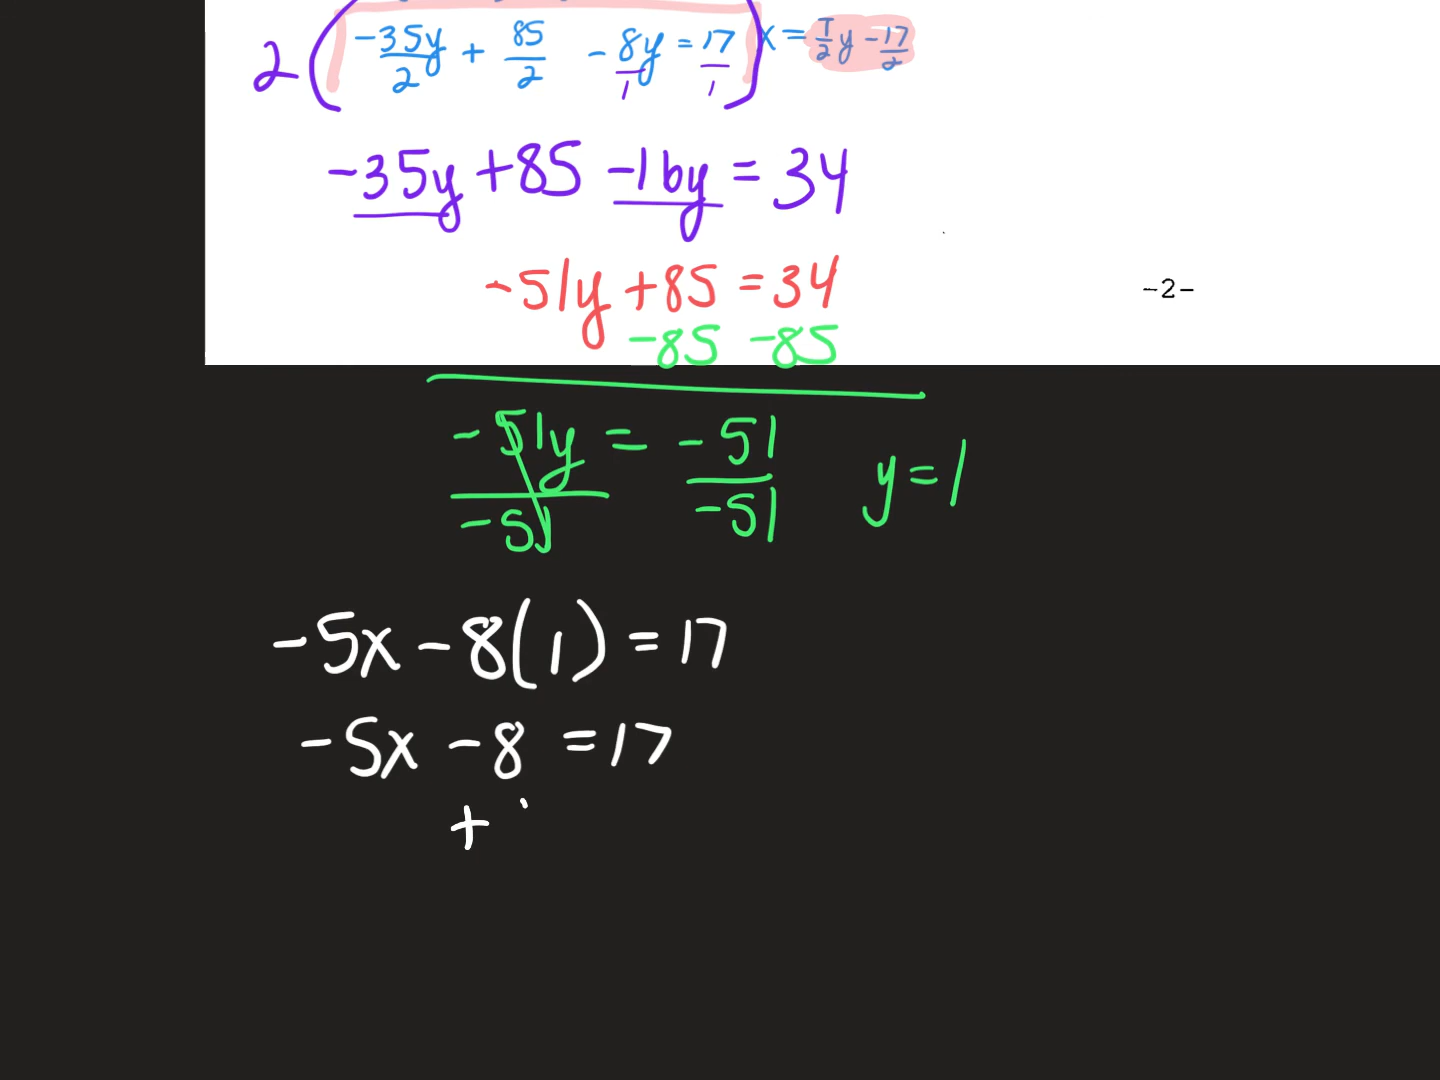 2( -35y/2 + 85/2 - 8y/1 = 17/1 ) x = 7/2 y - 17/2
-35y + 85 - 16y = 34
-51y + 85 = 34
-85 -85
-2-
-51y/-51 = -51/-51 y = 1
-5x - 8(1) = 17
-5x - 8 = 17
+